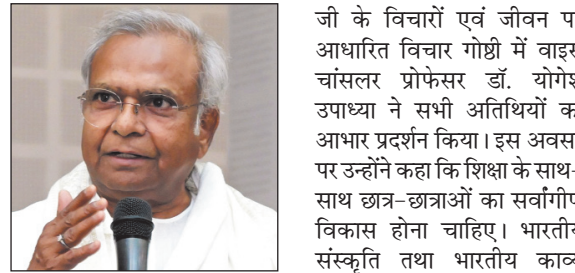 जी के विचारों एवं जीवन प
आधारित विचार गोष्ठी में वाइस
चांसलर प्रोफेसर डॉ. योगेश
उपाध्या ने सभी अतिथियों क
आभार प्रदर्शन किया। इस अवस
पर उन्होंने कहा कि शिक्षा के साथ-
साथ छात्र-छात्राओं का सर्वांगीण
विकास होना चाहिए। भारतीय
संस्कृति तथा भारतीय काव्य